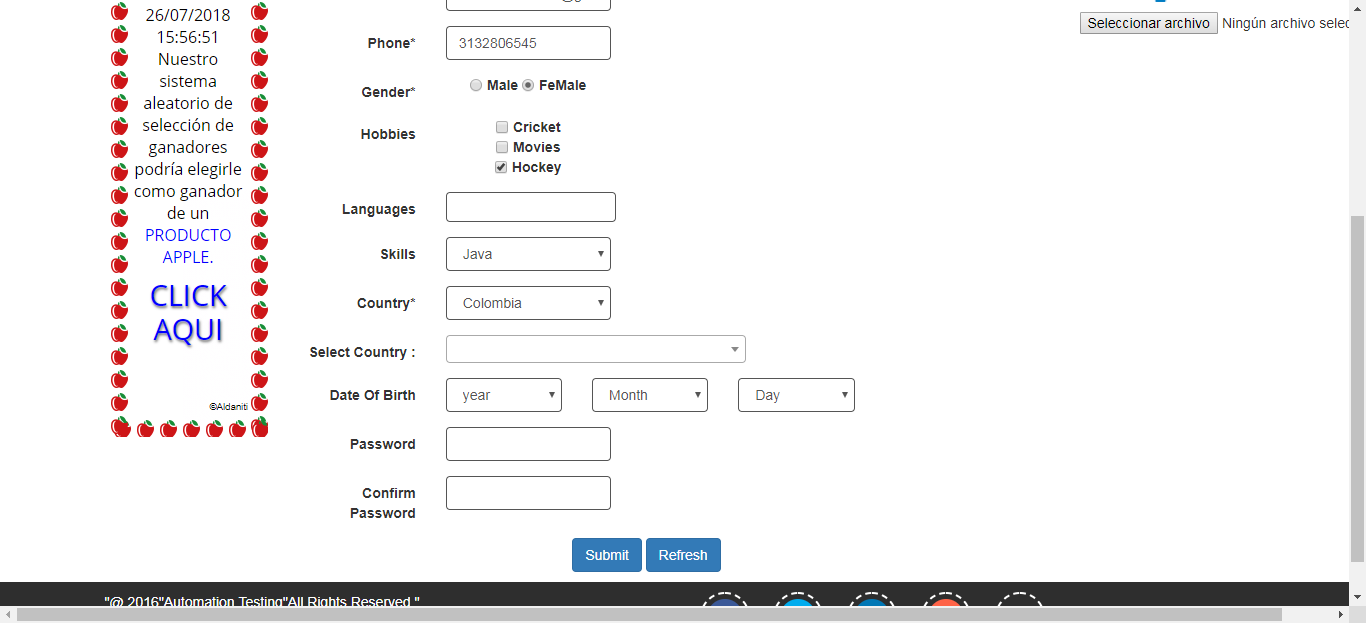 26/07/2018
15:56:51
Nuestro
sistema
aleatorio de
selección de
ganadores
podría elegirle
como ganador
de un
PRODUCTO
APPLE.
CLICK
AQUI
©Aldaniti
Phone* 3132806545
Gender* Male FeMale
Hobbies Cricket
Movies
Hockey
Languages
Skills Java
Country* Colombia
Select Country :
Date Of Birth year Month Day
Password
Confirm
Password
Submit Refresh
Seleccionar archivo Ningún archivo selec
"@ 2016"Automation Testing"All Rights Reserved "